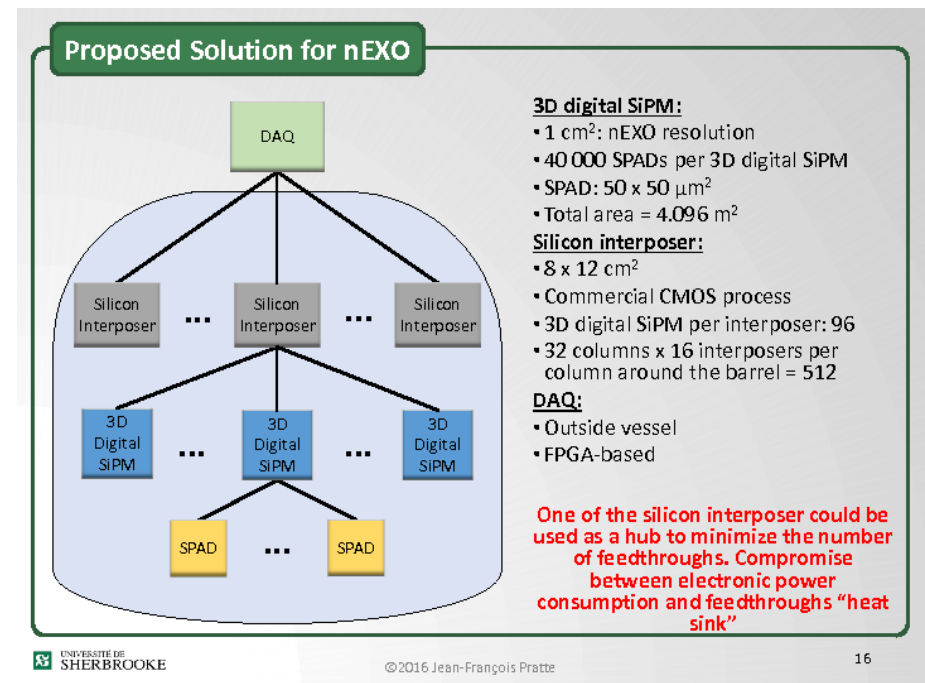 Proposed Solution for nEXO
DAQ
Silicon
Interposer
...
Silicon
Interposer
...
Silicon
Interposer
3D
Digital
SiPM
...
3D
Digital
SiPM
...
3D
Digital
SiPM
SPAD
...
SPAD
3D digital SiPM:
▪ 1 cm²: nEXO resolution
▪ 40 000 SPADs per 3D digital SiPM
▪ SPAD: 50 x 50 µm²
▪ Total area = 4.096 m²
Silicon interposer:
▪ 8 x 12 cm²
▪ Commercial CMOS process
▪ 3D digital SiPM per interposer: 96
▪ 32 columns x 16 interposers per
column around the barrel = 512
DAQ:
▪ Outside vessel
▪ FPGA-based
One of the silicon interposer could be
used as a hub to minimize the number
of feedthroughs. Compromise
between electronic power
consumption and feedthroughs “heat
sink”
UNIVERSITÉ DE
SHERBROOKE
©2016 Jean-François Pratte
16